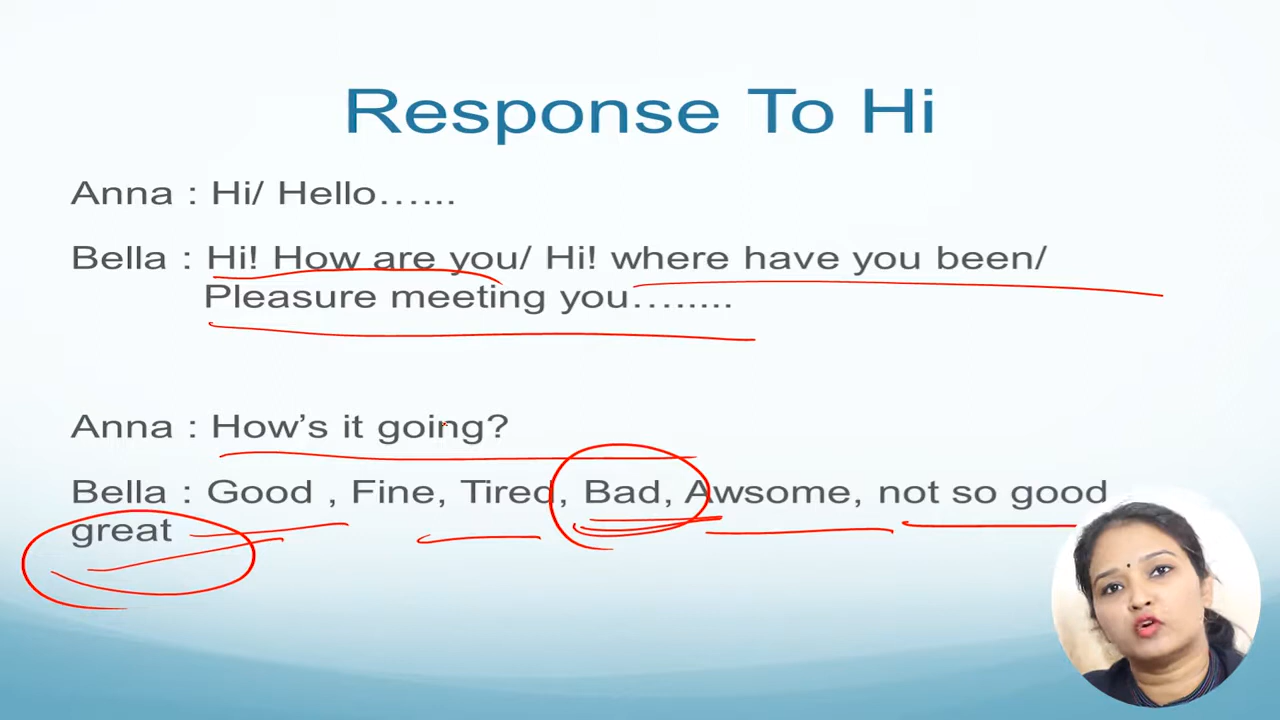 Response To Hi
Anna : Hi/ Hello…...
Bella : Hi! How are you/ Hi! where have you been/
Pleasure meeting you….....
Anna : How’s it going?
Bella : Good , Fine, Tired, Bad, Awsome, not so good
great